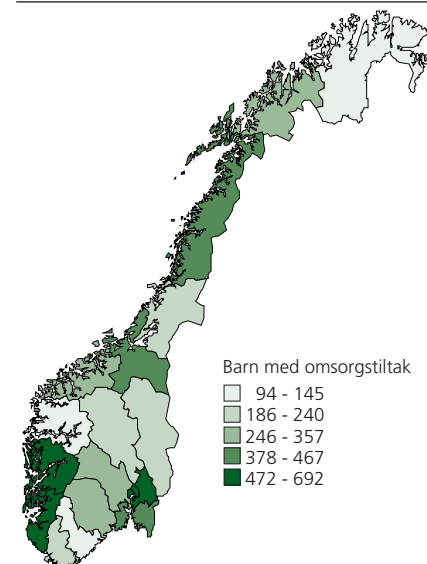 Barn med omsorgstiltak
94 - 145
186 - 240
246 - 357
378 - 467
472 - 692